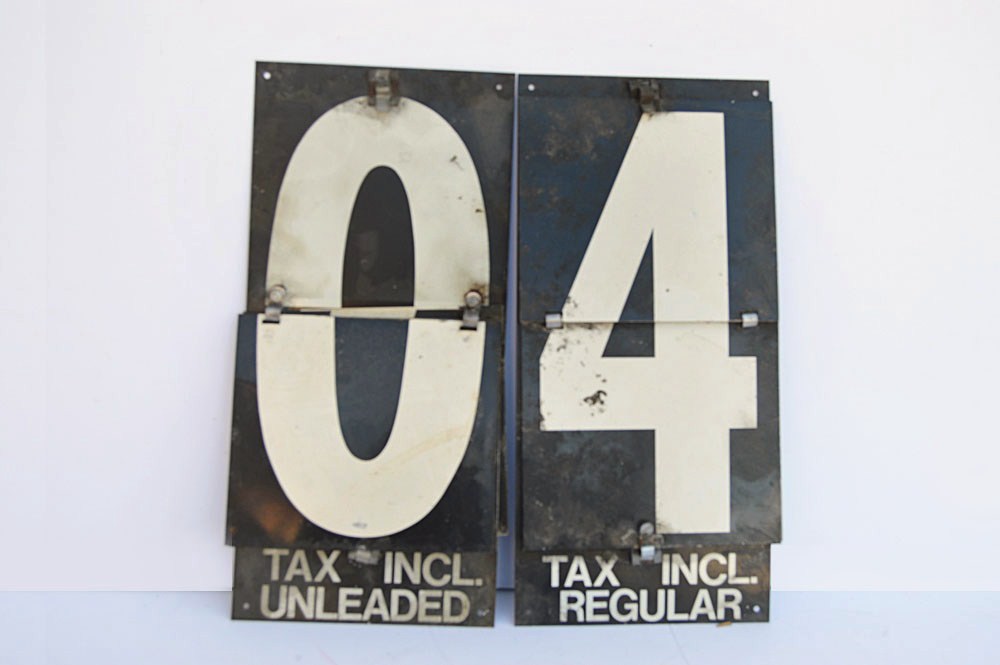 0 4
TAX INCL.
UNLEADED
TAX INCL.
REGULAR